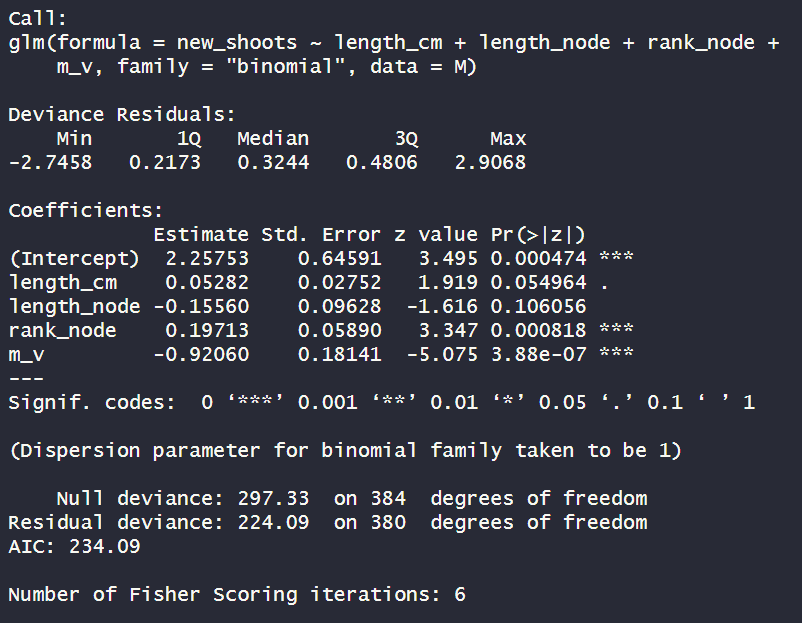 Call:
glm(formula = new_shoots ~ length_cm + length_node + rank_node +
    m_v, family = "binomial", data = M)

Deviance Residuals:
    Min       1Q   Median       3Q      Max
-2.7458   0.2173   0.3244   0.4806   2.9068

Coefficients:
            Estimate Std. Error z value Pr(>|z|)
(Intercept)  2.25753    0.64591   3.495 0.000474 ***
length_cm    0.05282    0.02752   1.919 0.054964 .
length_node -0.15560    0.09628  -1.616 0.106056
rank_node    0.19713    0.05890   3.347 0.000818 ***
m_v         -0.92060    0.18141  -5.075 3.88e-07 ***
---
Signif. codes:  0 ‘***’ 0.001 ‘**’ 0.01 ‘*’ 0.05 ‘.’ 0.1 ‘ ’ 1

(Dispersion parameter for binomial family taken to be 1)

    Null deviance: 297.33  on 384  degrees of freedom
Residual deviance: 224.09  on 380  degrees of freedom
AIC: 234.09

Number of Fisher Scoring iterations: 6